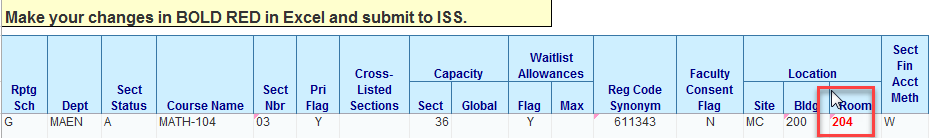 Make your changes in BOLD RED in Excel and submit to ISS.
Rptg Sch Dept Sect Status Course Name Sect Nbr Pri Flag Cross-Listed Sections Capacity Sect Global Waitlist Allowances Flag Max Reg Code Synonym Faculty Consent Flag Location Site Bldg Room Sect Fin Acct Meth
G MAEN A MATH-104 03 Y 36 Y 611343 N MC 200 204 W